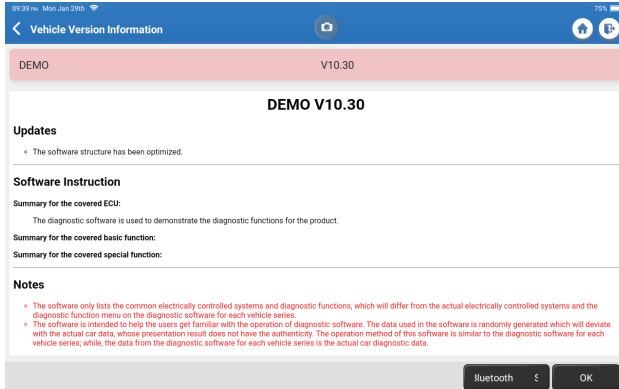 09:39 PM Mon Jan 29th
75%
Vehicle Version Information
DEMO V10.30
DEMO V10.30
Updates
The software structure has been optimized.
Software Instruction
Summary for the covered ECU:
The diagnostic software is used to demonstrate the diagnostic functions for the product.
Summary for the covered basic function:
Summary for the covered special function:
Notes
The software only lists the common electrically controlled systems and diagnostic functions, which will differ from the actual electrically controlled systems and the
diagnostic function menu on the diagnostic software for each vehicle series.
The software is intended to help the users get familiar with the operation of diagnostic software. The data used in the software is randomly generated which will deviate
with the actual car data, whose presentation result does not have the authenticity. The operation method of this software is similar to the diagnostic software for each
vehicle series; while, the data from the diagnostic software for each vehicle series is the actual car diagnostic data.
OK